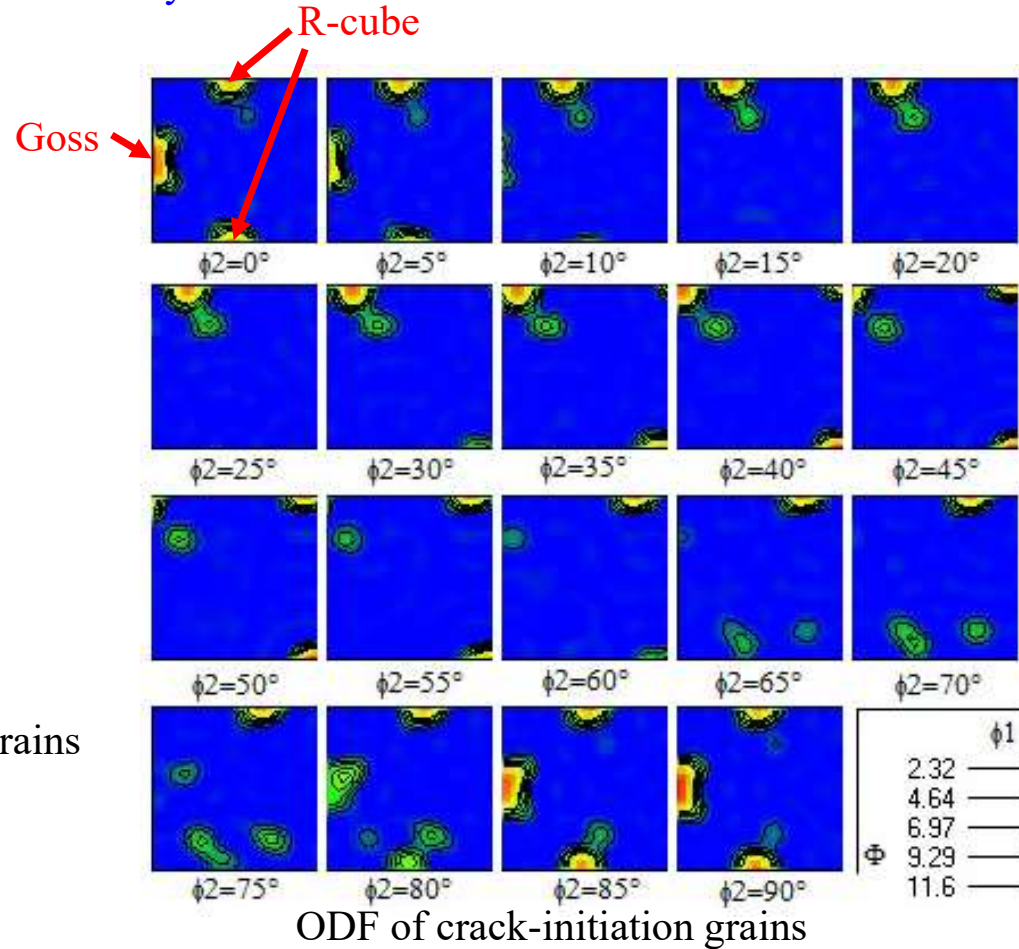 y
R-cube
Goss
ϕ2=0° ϕ2=5° ϕ2=10° ϕ2=15° ϕ2=20°
ϕ2=25° ϕ2=30° ϕ2=35° ϕ2=40° ϕ2=45°
ϕ2=50° ϕ2=55° ϕ2=60° ϕ2=65° ϕ2=70°
rains
ϕ1
2.32
4.64
6.97
Φ 9.29
11.6
ϕ2=75° ϕ2=80° ϕ2=85° ϕ2=90°
ODF of crack-initiation grains